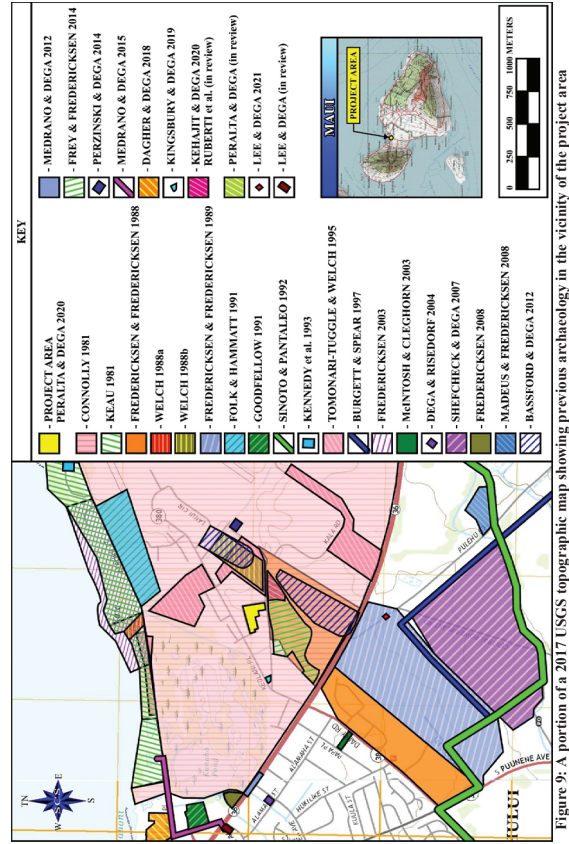 KEY
- PROJECT AREA
PERALTA & DEGA 2020
- CONNOLLY 1981
- KEAU 1981
- FREDERICKSEN & FREDERICKSEN 1988
- WELCH 1988a
- WELCH 1988b
- FREDERICKSEN & FREDERICKSEN 1989
- FOLK & HAMMATT 1991
- GOODFELLOW 1991
- SINOTO & PANTALEO 1992
- KENNEDY et al. 1993
- TOMONARI-TUGGLE & WELCH 1995
- BURGETT & SPEAR 1997
- FREDERICKSEN 2003
- McINTOSH & CLEGHORN 2003
- DEGA & RISEDORF 2004
- SHEFCHECK & DEGA 2007
- FREDERICKSEN 2008
- MADEUS & FREDERICKSEN 2008
- BASSFORD & DEGA 2012
- MEDRANO & DEGA 2012
- FREY & FREDERICKSEN 2014
- PERZINSKI & DEGA 2014
- MEDRANO & DEGA 2015
- DAGHER & DEGA 2018
- KINGSBURY & DEGA 2019
- KEHAJIT & DEGA 2020
RUBERTI et al. (in review)
- PERALTA & DEGA (in review)
- LEE & DEGA 2021
- LEE & DEGA (in review)
MAUI
PROJECT AREA
0 250 500 750 1000 METERS
TN
W E
S
380
36
KALA RD
PULEHU
ALAMAHA ST
HUKILIKE ST
S PUUNENE AVE
Figure 9: A portion of a 2017 USGS topographic map showing previous archaeology in the vicinity of the project area